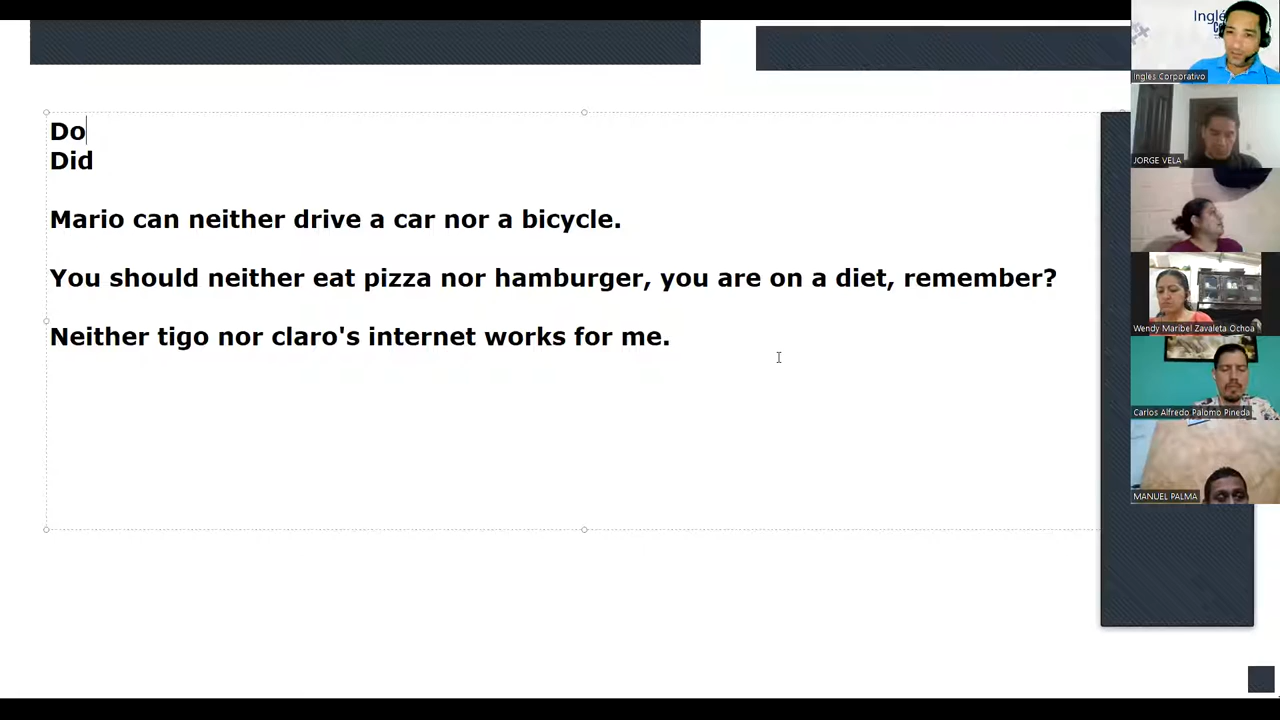 Do
Did
Mario can neither drive a car nor a bicycle.
You should neither eat pizza nor hamburger, you are on a diet, remember?
Neither tigo nor claro's internet works for me.
Ingles Corporativo
JORGE VELA
Wendy Maribel Zavaleta Ochoa
Carlos Alfredo Palomo Pineda
MANUEL PALMA